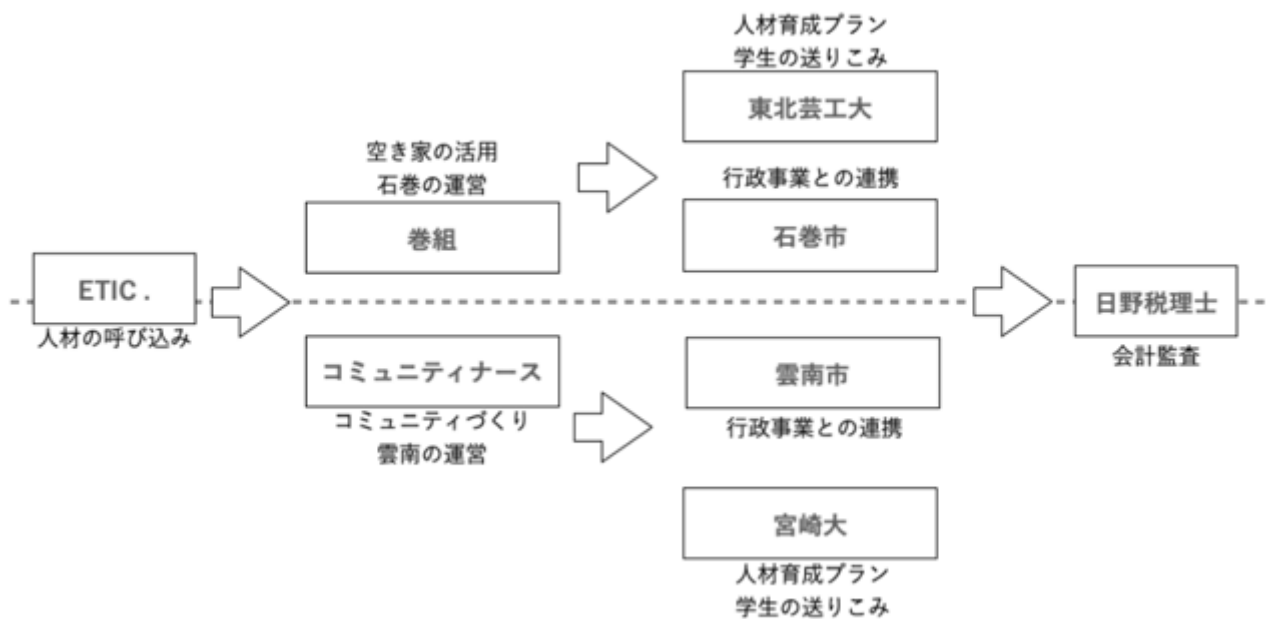 人材育成プラン
学生の送りこみ
東北芸工大
空き家の活用
石巻の運営
巻組
行政事業との連携
石巻市
ETIC .
人材の呼び込み
日野税理士
会計監査
コミュニティナース
コミュニティづくり
雲南の運営
雲南市
行政事業との連携
宮崎大
人材育成プラン
学生の送りこみ